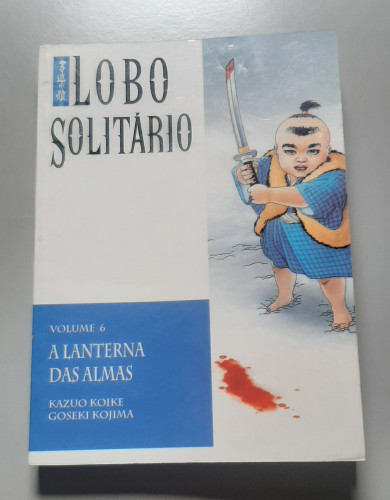 LOBO
SOLITÁRIO
VOLUME 6
A LANTERNA
DAS ALMAS
KAZUO KOIKE
GOSEKI KOJIMA